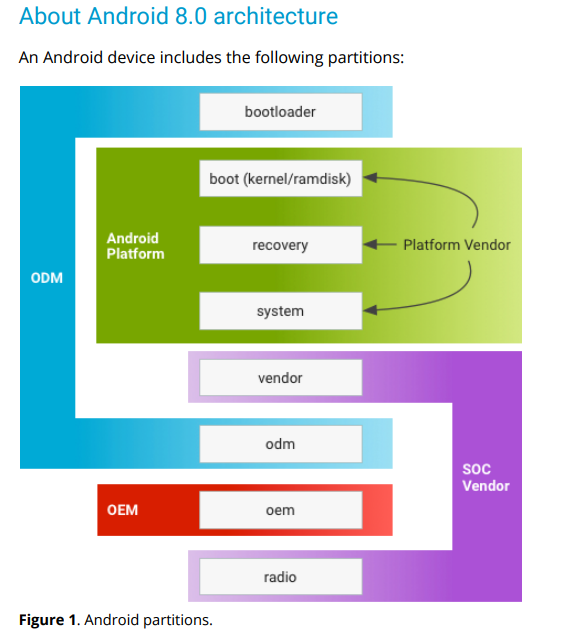 About Android 8.0 architecture
An Android device includes the following partitions:
bootloader
boot (kernel/ramdisk)
Android
Platform
recovery
Platform Vendor
ODM
system
vendor
odm
SOC
Vendor
OEM
oem
radio
Figure 1. Android partitions.